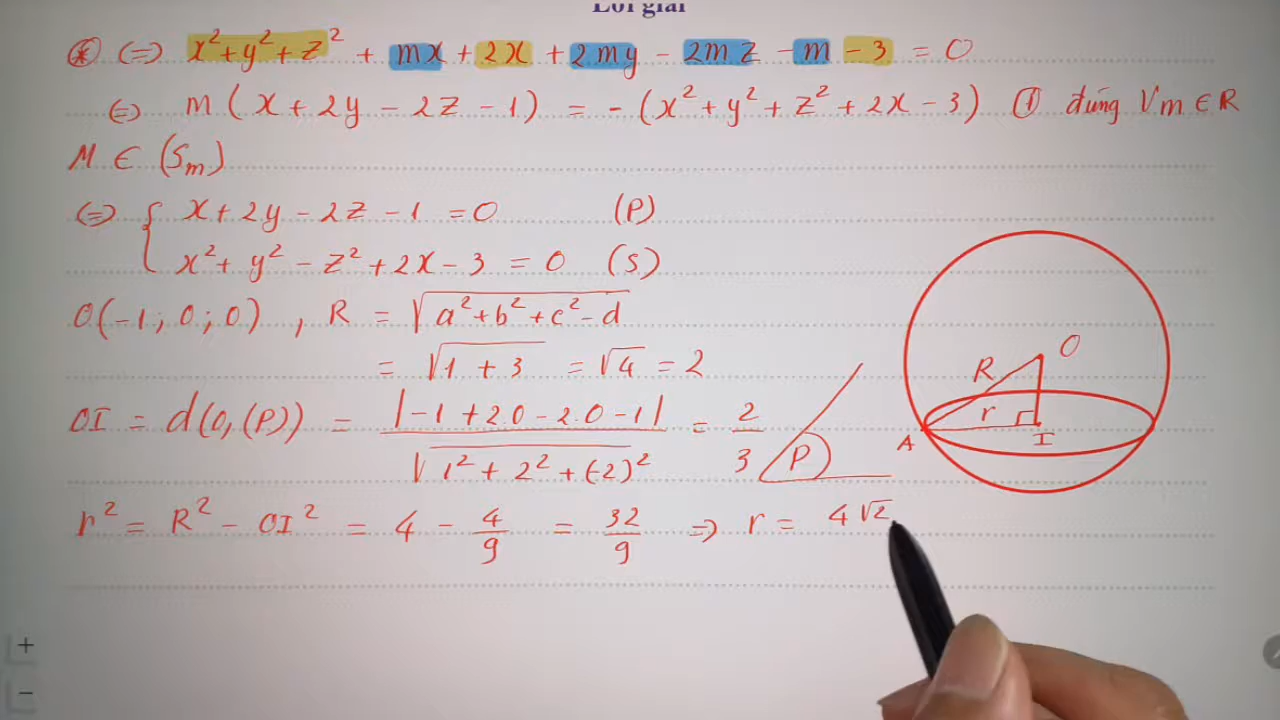 Lời giải
(*) (=) x²+y²+z² + mx + 2x + 2my - 2mz - m - 3 = 0
(=) m(x + 2y - 2z - 1) = -(x² + y² + z² + 2x - 3) (1) đúng ∀m ∈ R
M ∈ (Sm)
(=) { x + 2y - 2z - 1 = 0 (P)
x² + y² - z² + 2x - 3 = 0 (S)
O(-1; 0; 0) , R = √a² + b² + c² - d
= √1 + 3 = √4 = 2
OI = d(O, (P)) = |-1 + 2.0 - 2.0 - 1| / √1² + 2² + (-2)² = 2/3
r² = R² - OI² = 4 - 4/9 = 32/9 => r = 4√2
P
O
R
r
A
I
+
−